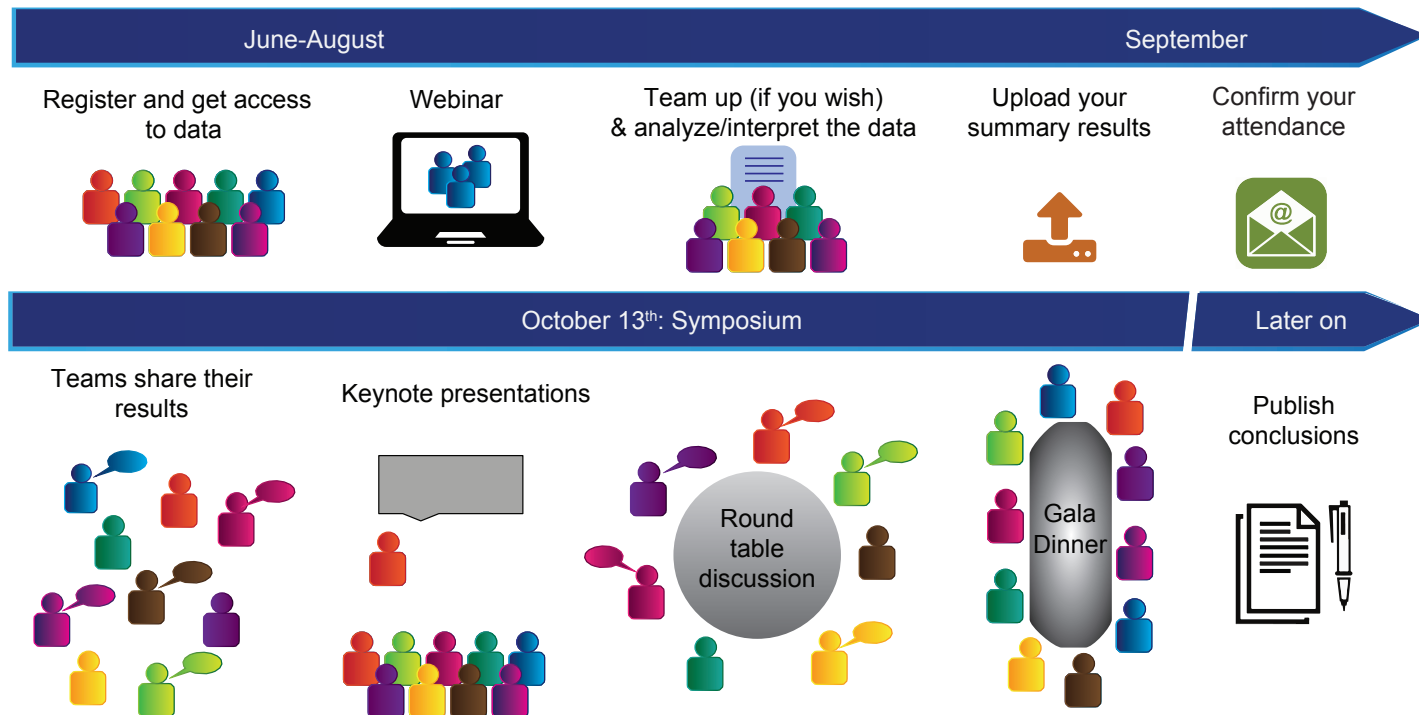 June-August
September
Register and get access
to data
Webinar
Team up (if you wish)
& analyze/interpret the data
Upload your
summary results
Confirm your
attendance
@
October 13th: Symposium
Later on
Teams share their
results
Keynote presentations
Round
table
discussion
Gala
Dinner
Publish
conclusions